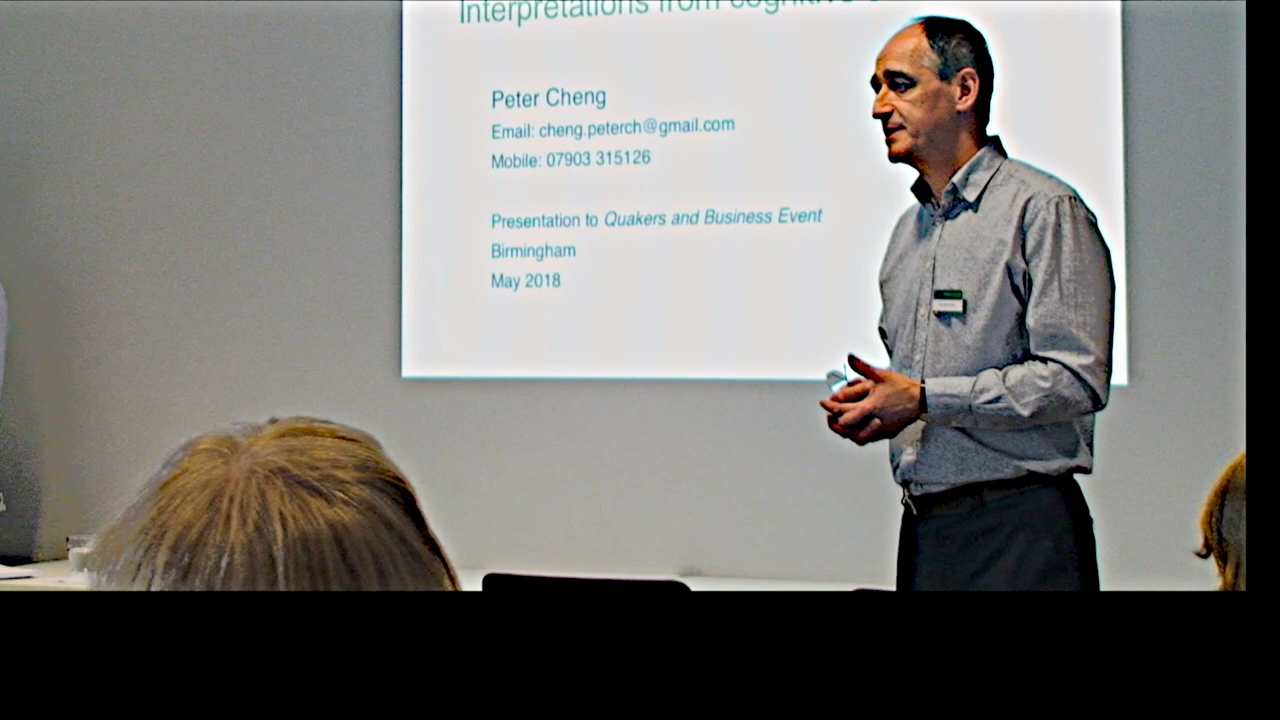 Interpretations from cognitive
Peter Cheng
Email: cheng.peterch@gmail.com
Mobile: 07903 315126
Presentation to Quakers and Business Event
Birmingham
May 2018